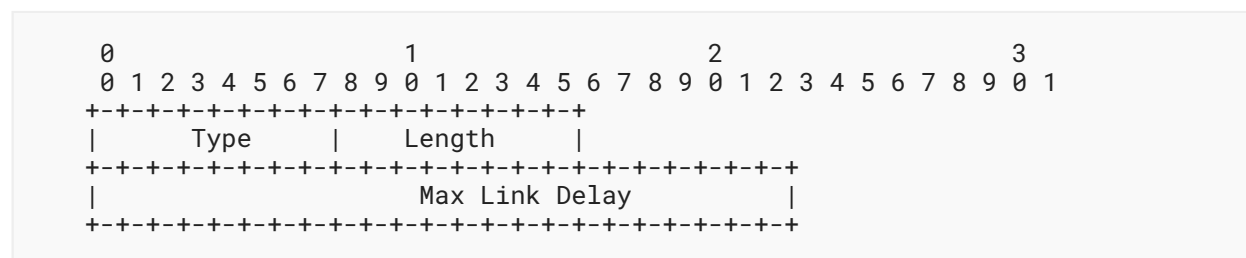 0                   1                   2                   3
 0 1 2 3 4 5 6 7 8 9 0 1 2 3 4 5 6 7 8 9 0 1 2 3 4 5 6 7 8 9 0 1
+-+-+-+-+-+-+-+-+-+-+-+-+-+-+-+-+
|      Type     |    Length     |
+-+-+-+-+-+-+-+-+-+-+-+-+-+-+-+-+-+-+-+-+-+-+-+
|                     Max Link Delay          |
+-+-+-+-+-+-+-+-+-+-+-+-+-+-+-+-+-+-+-+-+-+-+-+